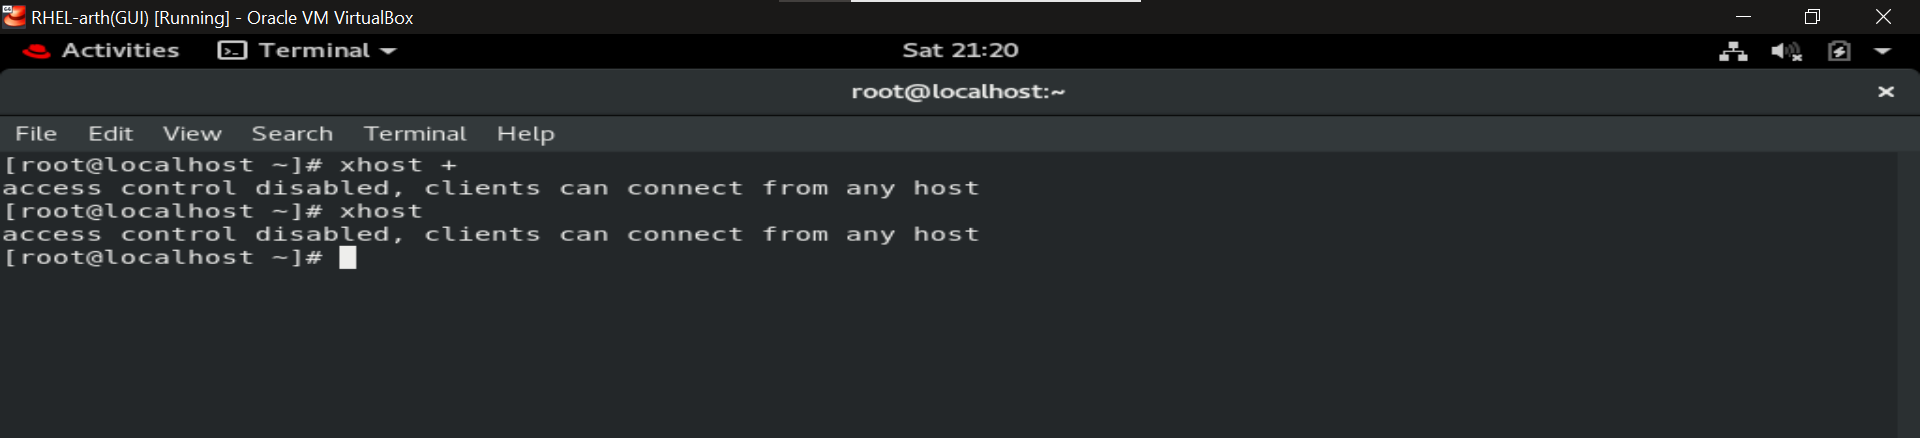 RHEL-arth(GUI) [Running] - Oracle VM VirtualBox
Activities Terminal Sat 21:20
root@localhost:~
File Edit View Search Terminal Help
[root@localhost ~]# xhost +
access control disabled, clients can connect from any host
[root@localhost ~]# xhost
access control disabled, clients can connect from any host
[root@localhost ~]#